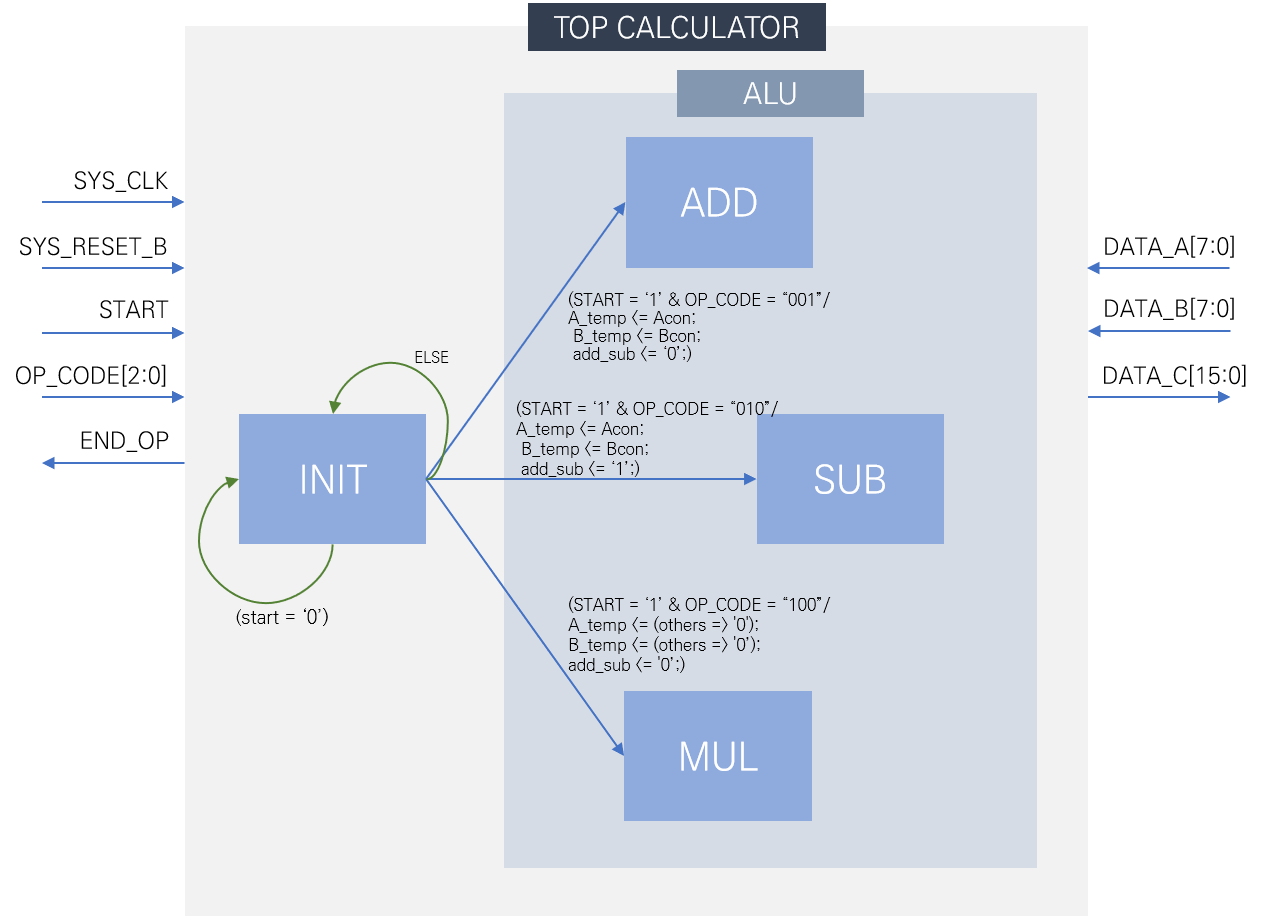 TOP CALCULATOR
ALU
SYS_CLK
SYS_RESET_B
START
OP_CODE[2:0]
END_OP
DATA_A[7:0]
DATA_B[7:0]
DATA_C[15:0]
ADD
(START = ‘1’ & OP_CODE = “001”/
A_temp <= Acon;
B_temp <= Bcon;
add_sub <= ‘0’;)
ELSE
(START = ‘1’ & OP_CODE = “010”/
A_temp <= Acon;
B_temp <= Bcon;
add_sub <= ‘1’;)
INIT
SUB
(start = ‘0’)
(START = ‘1’ & OP_CODE = “100”/
A_temp <= (others => '0');
B_temp <= (others => '0’);
add_sub <= '0’;)
MUL